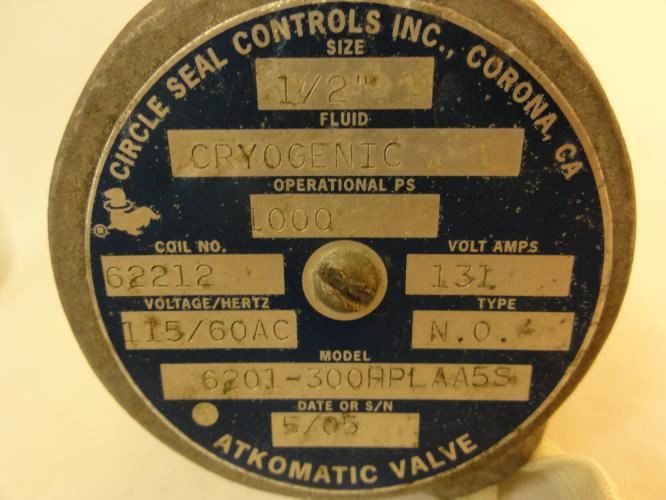 CIRCLE SEAL CONTROLS INC., CORONA, CA
SIZE
1/2"
FLUID
CRYOGENIC
OPERATIONAL PS
1000
COIL NO.
62212
VOLT AMPS
131
VOLTAGE/HERTZ
115/60AC
TYPE
N.O.
MODEL
6201-300HPLAA5S
DATE OR S/N
5/05
ATKOMATIC VALVE
®